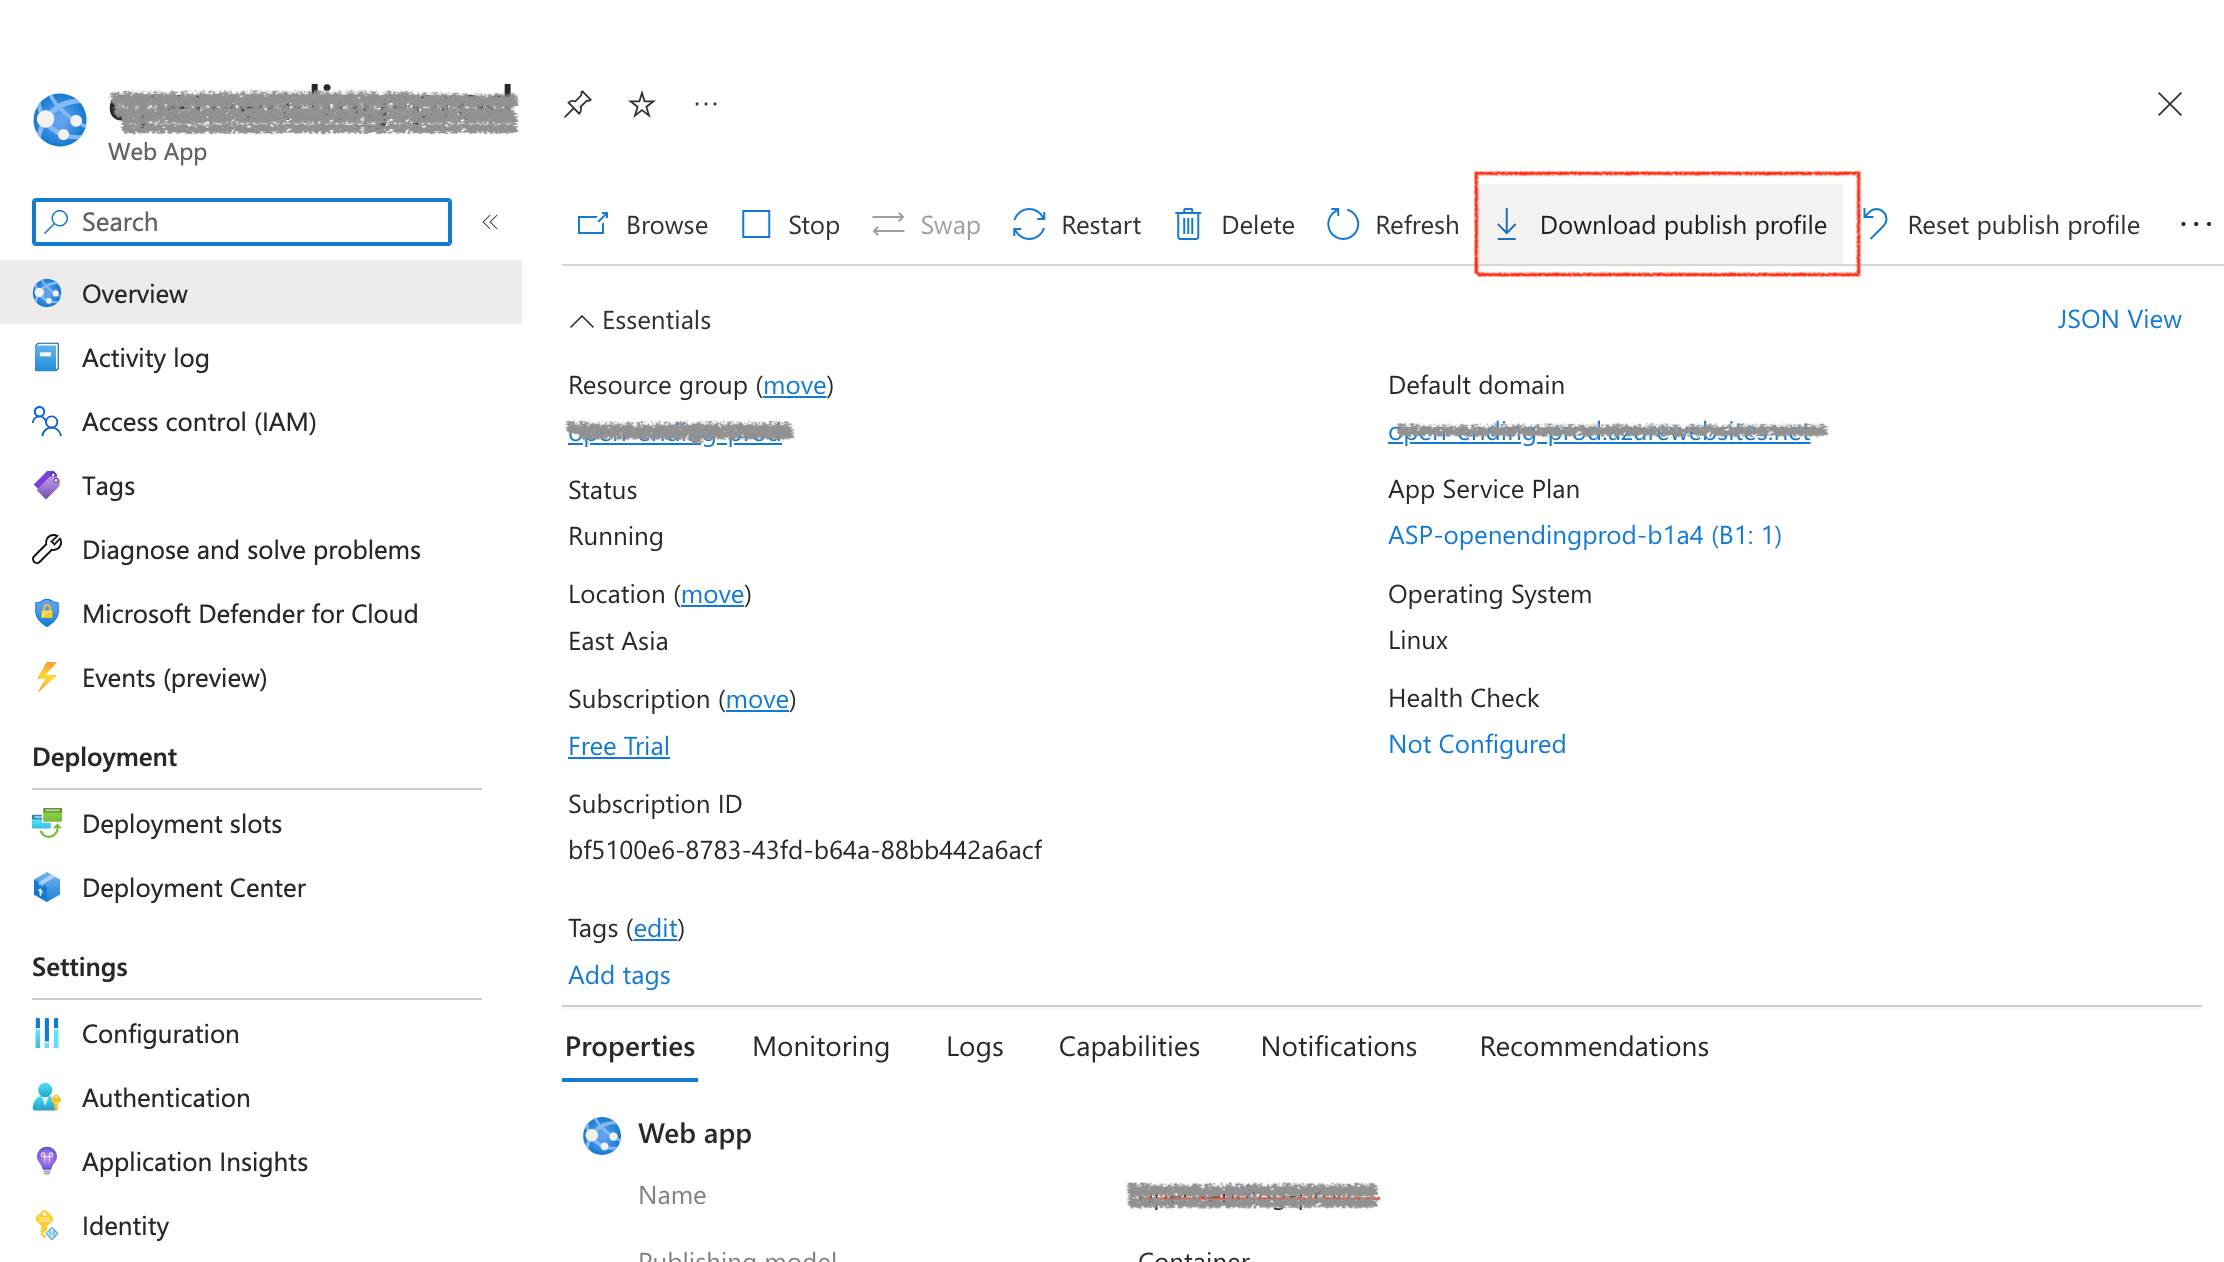 Web App
Search
Overview
Activity log
Access control (IAM)
Tags
Diagnose and solve problems
Microsoft Defender for Cloud
Events (preview)
Deployment
Deployment slots
Deployment Center
Settings
Configuration
Authentication
Application Insights
Identity
Browse
Stop
Swap
Restart
Delete
Refresh
Download publish profile
Reset publish profile
Essentials
JSON View
Resource group (move)
Status
Running
Location (move)
East Asia
Subscription (move)
Free Trial
Subscription ID
bf5100e6-8783-43fd-b64a-88bb442a6acf
Tags (edit)
Add tags
Default domain
App Service Plan
ASP-openendingprod-b1a4 (B1: 1)
Operating System
Linux
Health Check
Not Configured
Properties
Monitoring
Logs
Capabilities
Notifications
Recommendations
Web app
Name
Publishing model
Container